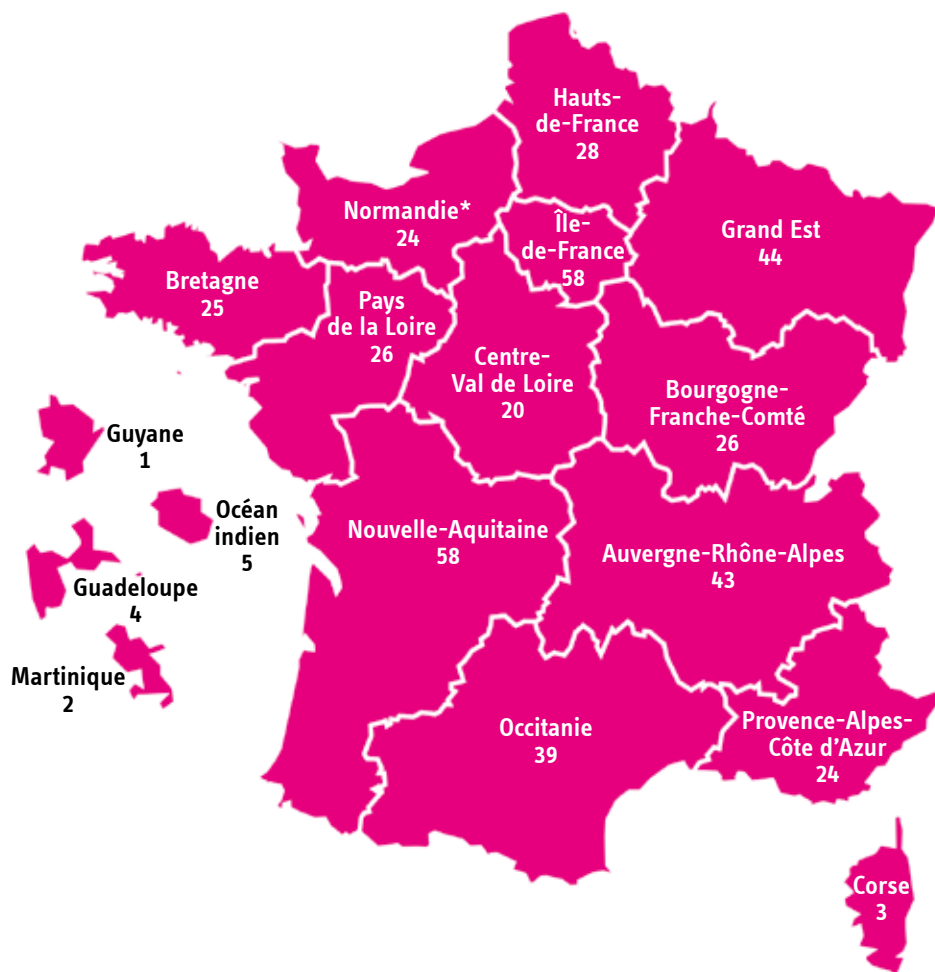 Hauts-
de-France
28
Normandie*
24
Île-
de-France
58
Grand Est
44
Bretagne
25
Pays
de la Loire
26
Centre-
Val de Loire
20
Bourgogne-
Franche-Comté
26
Guyane
1
Océan
indien
5
Nouvelle-Aquitaine
58
Auvergne-Rhône-Alpes
43
Guadeloupe
4
Martinique
2
Occitanie
39
Provence-Alpes-
Côte d'Azur
24
Corse
3